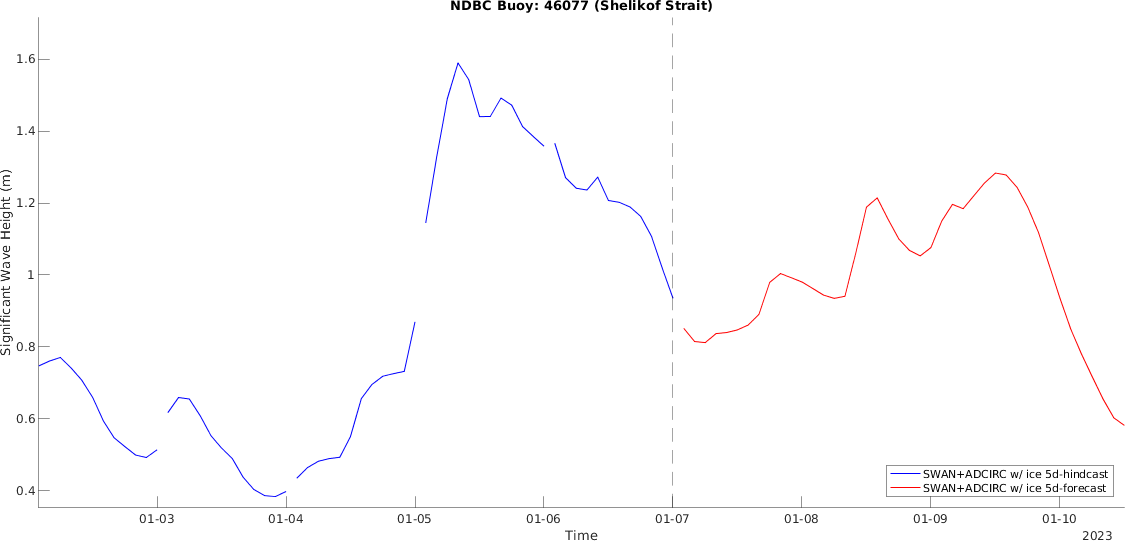 NDBC Buoy: 46077 (Shelikof Strait)
Significant Wave Height (m)
1.6
1.4
1.2
1
0.8
0.6
0.4
SWAN+ADCIRC w/ ice 5d-hindcast
SWAN+ADCIRC w/ ice 5d-forecast
01-03 01-04 01-05 01-06 01-07 01-08 01-09 01-10
Time
2023